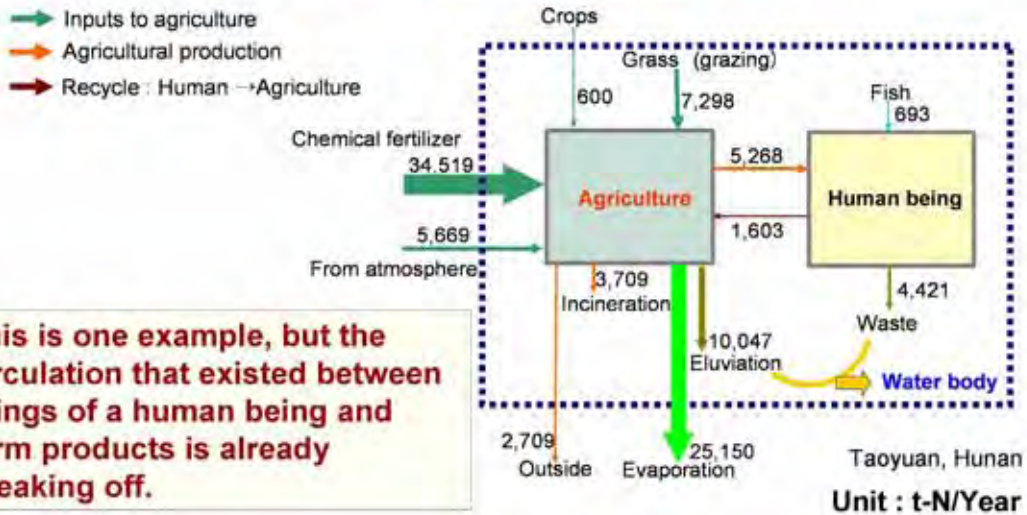 Inputs to agriculture
Agricultural production
Recycle : Human →Agriculture
Crops
600
Grass (grazing)
7,298
Fish
693
Chemical fertilizer
34.519
5,669
From atmosphere
Agriculture
5,268
1,603
Human being
3,709
Incineration
10,047
Eluviation
4,421
Waste
Water body
2,709
Outside
25,150
Evaporation
is is one example, but the
culation that existed between
ings of a human being and
rm products is already
eaking off.
Taoyuan, Hunan
Unit : t-N/Year